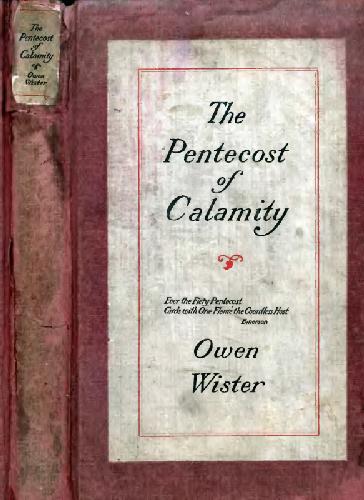 The
Pentecost
of
Calamity
Owen
Wister
The
Pentecost
of
Calamity
Ever the Fiery Pentecost
Girds with One Flame the Countless Host
Emerson
Owen
Wister